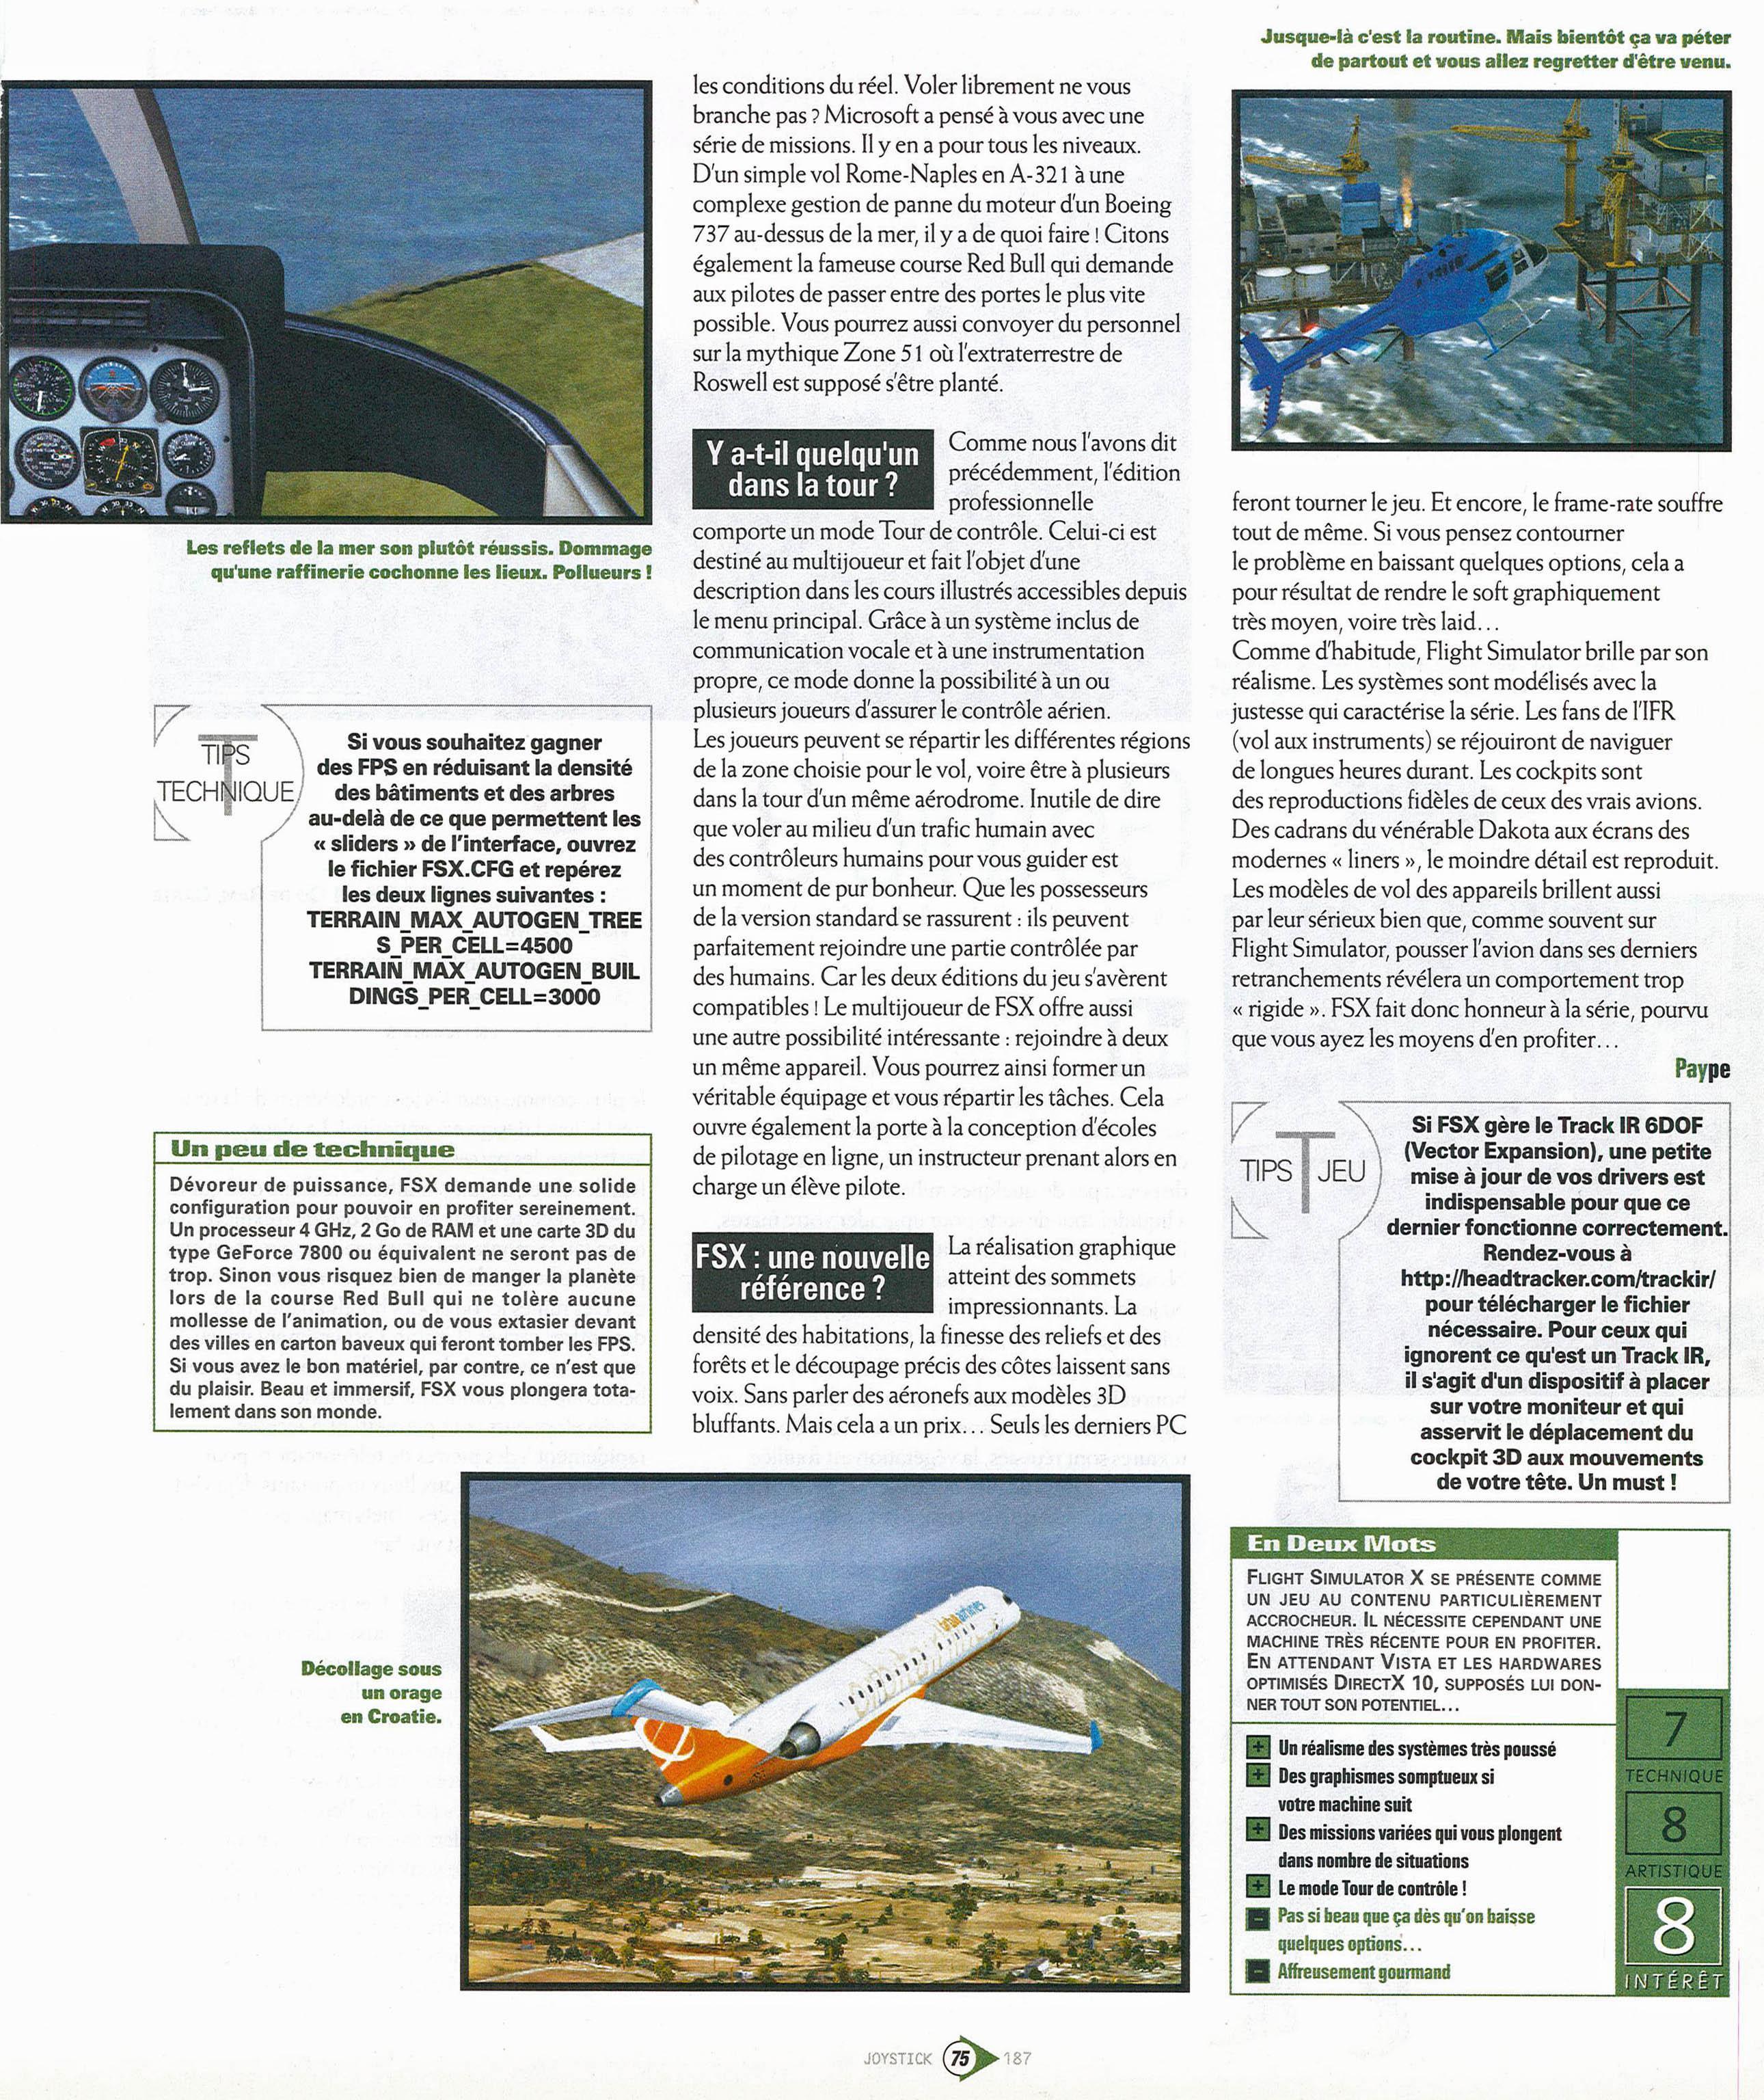 Les reflets de la mer son plutôt réussis. Dommage
qu'une raffinerie cochonne les lieux. Pollueurs !
TIPS
TECHNIQUE
Si vous souhaitez gagner
des FPS en réduisant la densité
des bâtiments et des arbres
au-delà de ce que permettent les
« sliders » de l'interface, ouvrez
le fichier FSX.CFG et repérez
les deux lignes suivantes :
TERRAIN_MAX_AUTOGEN_TREE
S_PER_CELL=4500
TERRAIN_MAX_AUTOGEN_BUIL
DINGS_PER_CELL=3000
Un peu de technique
Dévoreur de puissance, FSX demande une solide
configuration pour pouvoir en profiter sereinement.
Un processeur 4 GHz, 2 Go de RAM et une carte 3D du
type GeForce 7800 ou équivalent ne seront pas de
trop. Sinon vous risquez bien de manger la planète
lors de la course Red Bull qui ne tolère aucune
mollesse de l'animation, ou de vous extasier devant
des villes en carton baveux qui feront tomber les FPS.
Si vous avez le bon matériel, par contre, ce n'est que
du plaisir. Beau et immersif, FSX vous plongera tota-
lement dans son monde.
les conditions du réel. Voler librement ne vous
branche pas ? Microsoft a pensé à vous avec une
série de missions. Il y en a pour tous les niveaux.
D'un simple vol Rome-Naples en A-321 à une
complexe gestion de panne du moteur d'un Boeing
737 au-dessus de la mer, il y a de quoi faire ! Citons
également la fameuse course Red Bull qui demande
aux pilotes de passer entre des portes le plus vite
possible. Vous pourrez aussi convoyer du personnel
sur la mythique Zone 51 où l'extraterrestre de
Roswell est supposé s'être planté.
Y a-t-il quelqu'un
dans la tour ?
Comme nous l'avons dit
précédemment, l'édition
professionnelle
comporte un mode Tour de contrôle. Celui-ci est
destiné au multijoueur et fait l'objet d'une
description dans les cours illustrés accessibles depuis
le menu principal. Grâce à un système inclus de
communication vocale et à une instrumentation
propre, ce mode donne la possibilité à un ou
plusieurs joueurs d'assurer le contrôle aérien.
Les joueurs peuvent se répartir les différentes régions
de la zone choisie pour le vol, voire être à plusieurs
dans la tour d'un même aérodrome. Inutile de dire
que voler au milieu d'un trafic humain avec
des contrôleurs humains pour vous guider est
un moment de pur bonheur. Que les possesseurs
de la version standard se rassurent : ils peuvent
parfaitement rejoindre une partie contrôlée par
des humains. Car les deux éditions du jeu s'avèrent
compatibles ! Le multijoueur de FSX offre aussi
une autre possibilité intéressante : rejoindre à deux
un même appareil. Vous pourrez ainsi former un
véritable équipage et vous répartir les tâches. Cela
ouvre également la porte à la conception d'écoles
de pilotage en ligne, un instructeur prenant alors en
charge un élève pilote.
FSX : une nouvelle
référence ?
La réalisation graphique
atteint des sommets
impressionnants. La
densité des habitations, la finesse des reliefs et des
forêts et le découpage précis des côtes laissent sans
voix. Sans parler des aéronefs aux modèles 3D
bluffants. Mais cela a un prix... Seuls les derniers PC
Décollage sous
un orage
en Croatie.
Jusque-là c'est la routine. Mais bientôt ça va péter
de partout et vous allez regretter d'être venu.
feront tourner le jeu. Et encore, le frame-rate souffre
tout de même. Si vous pensez contourner
le problème en baissant quelques options, cela a
pour résultat de rendre le soft graphiquement
très moyen, voire très laid...
Comme d'habitude, Flight Simulator brille par son
réalisme. Les systèmes sont modélisés avec la
justesse qui caractérise la série. Les fans de l'IFR
(vol aux instruments) se réjouiront de naviguer
de longues heures durant. Les cockpits sont
des reproductions fidèles de ceux des vrais avions.
Des cadrans du vénérable Dakota aux écrans des
modernes « liners », le moindre détail est reproduit.
Les modèles de vol des appareils brillent aussi
par leur sérieux bien que, comme souvent sur
Flight Simulator, pousser l'avion dans ses derniers
retranchements révélera un comportement trop
« rigide ». FSX fait donc honneur à la série, pourvu
que vous ayez les moyens d'en profiter...
Paype
TIPS JEU
Si FSX gère le Track IR 6DOF
(Vector Expansion), une petite
mise à jour de vos drivers est
indispensable pour que ce
dernier fonctionne correctement.
Rendez-vous à
http://headtracker.com/trackir/
pour télécharger le fichier
nécessaire. Pour ceux qui
ignorent ce qu'est un Track IR,
il s'agit d'un dispositif à placer
sur votre moniteur et qui
asservit le déplacement du
cockpit 3D aux mouvements
de votre tête. Un must !
En Deux Mots
FLIGHT SIMULATOR X SE PRÉSENTE COMME
UN JEU AU CONTENU PARTICULIÈREMENT
ACCROCHEUR. IL NÉCESSITE CEPENDANT UNE
MACHINE TRÈS RÉCENTE POUR EN PROFITER.
EN ATTENDANT VISTA ET LES HARDWARES
OPTIMISÉS DIRECTX 10, SUPPOSÉS LUI DON-
NER TOUT SON POTENTIEL...
+ Un réalisme des systèmes très poussé
+ Des graphismes somptueux si
votre machine suit
+ Des missions variées qui vous plongent
dans nombre de situations
+ Le mode Tour de contrôle !
- Pas si beau que ça dès qu'on baisse
quelques options...
- Affreusement gourmand
7
TECHNIQUE
8
ARTISTIQUE
8
INTÉRÊT
JOYSTICK 75 187